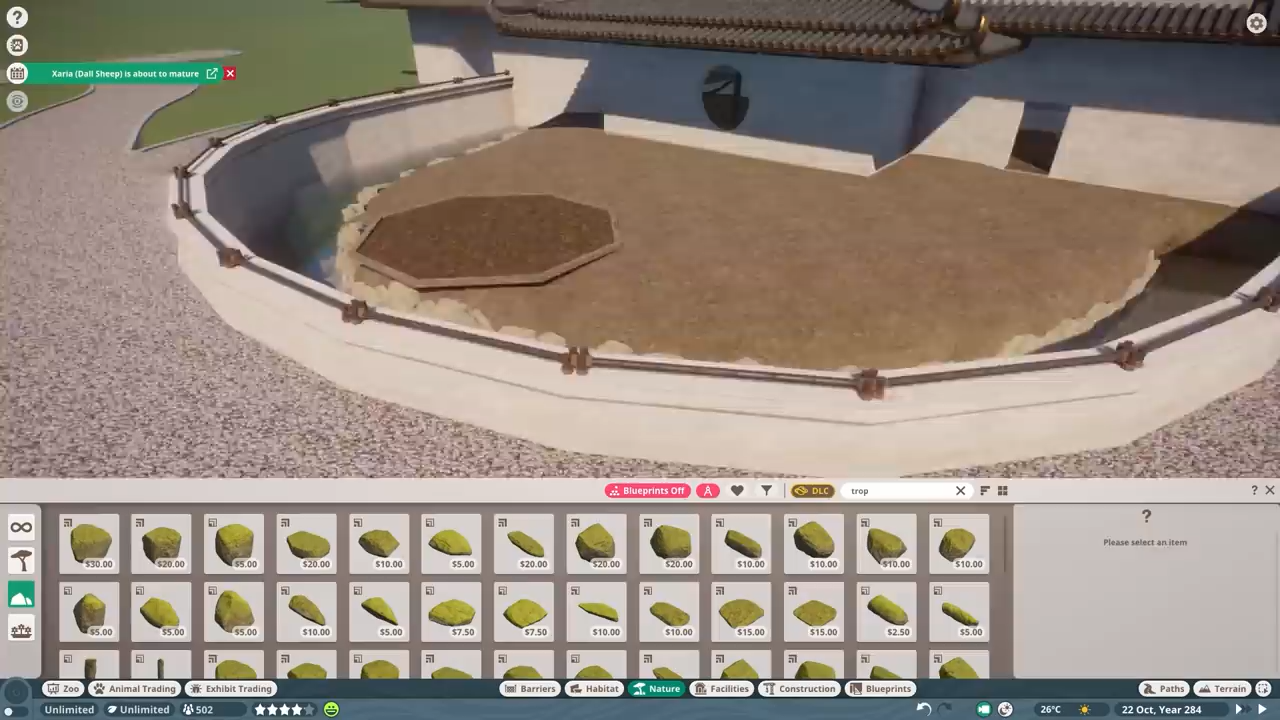 ?
Xaria (Dall Sheep) is about to mature
Blueprints Off
DLC
trop
?
$30.00 $20.00 $5.00 $20.00 $10.00 $5.00 $20.00 $20.00 $20.00 $10.00 $10.00 $10.00 $10.00
?
Please select an item
$5.00 $5.00 $5.00 $10.00 $5.00 $7.50 $7.50 $10.00 $10.00 $15.00 $15.00 $2.50 $5.00
Zoo Animal Trading Exhibit Trading Barriers Habitat Nature Facilities Construction Blueprints Paths Terrain
Unlimited Unlimited 502 26°C 22 Oct, Year 284